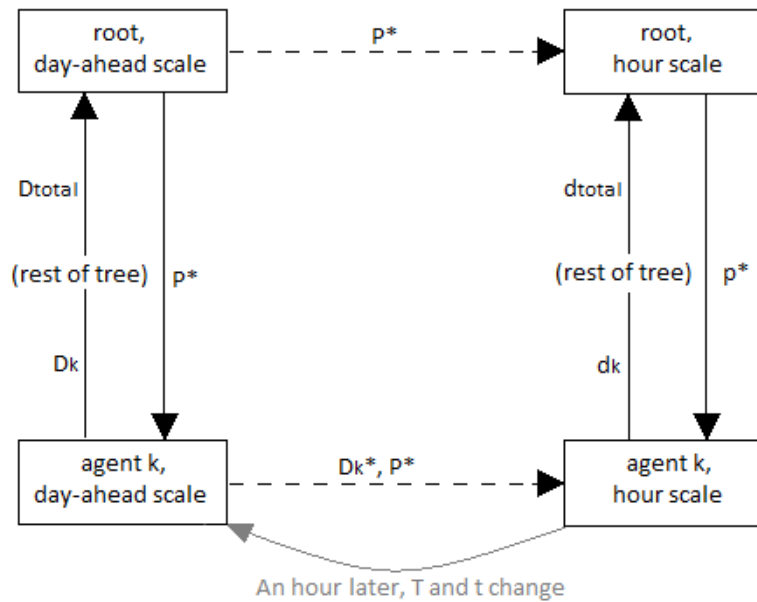 root,
day-ahead scale
P*
root,
hour scale
Dtotal
dtotal
(rest of tree)
P*
(rest of tree)
p*
Dk
dk
agent k,
day-ahead scale
Dk*, P*
agent k,
hour scale
An hour later, T and t change